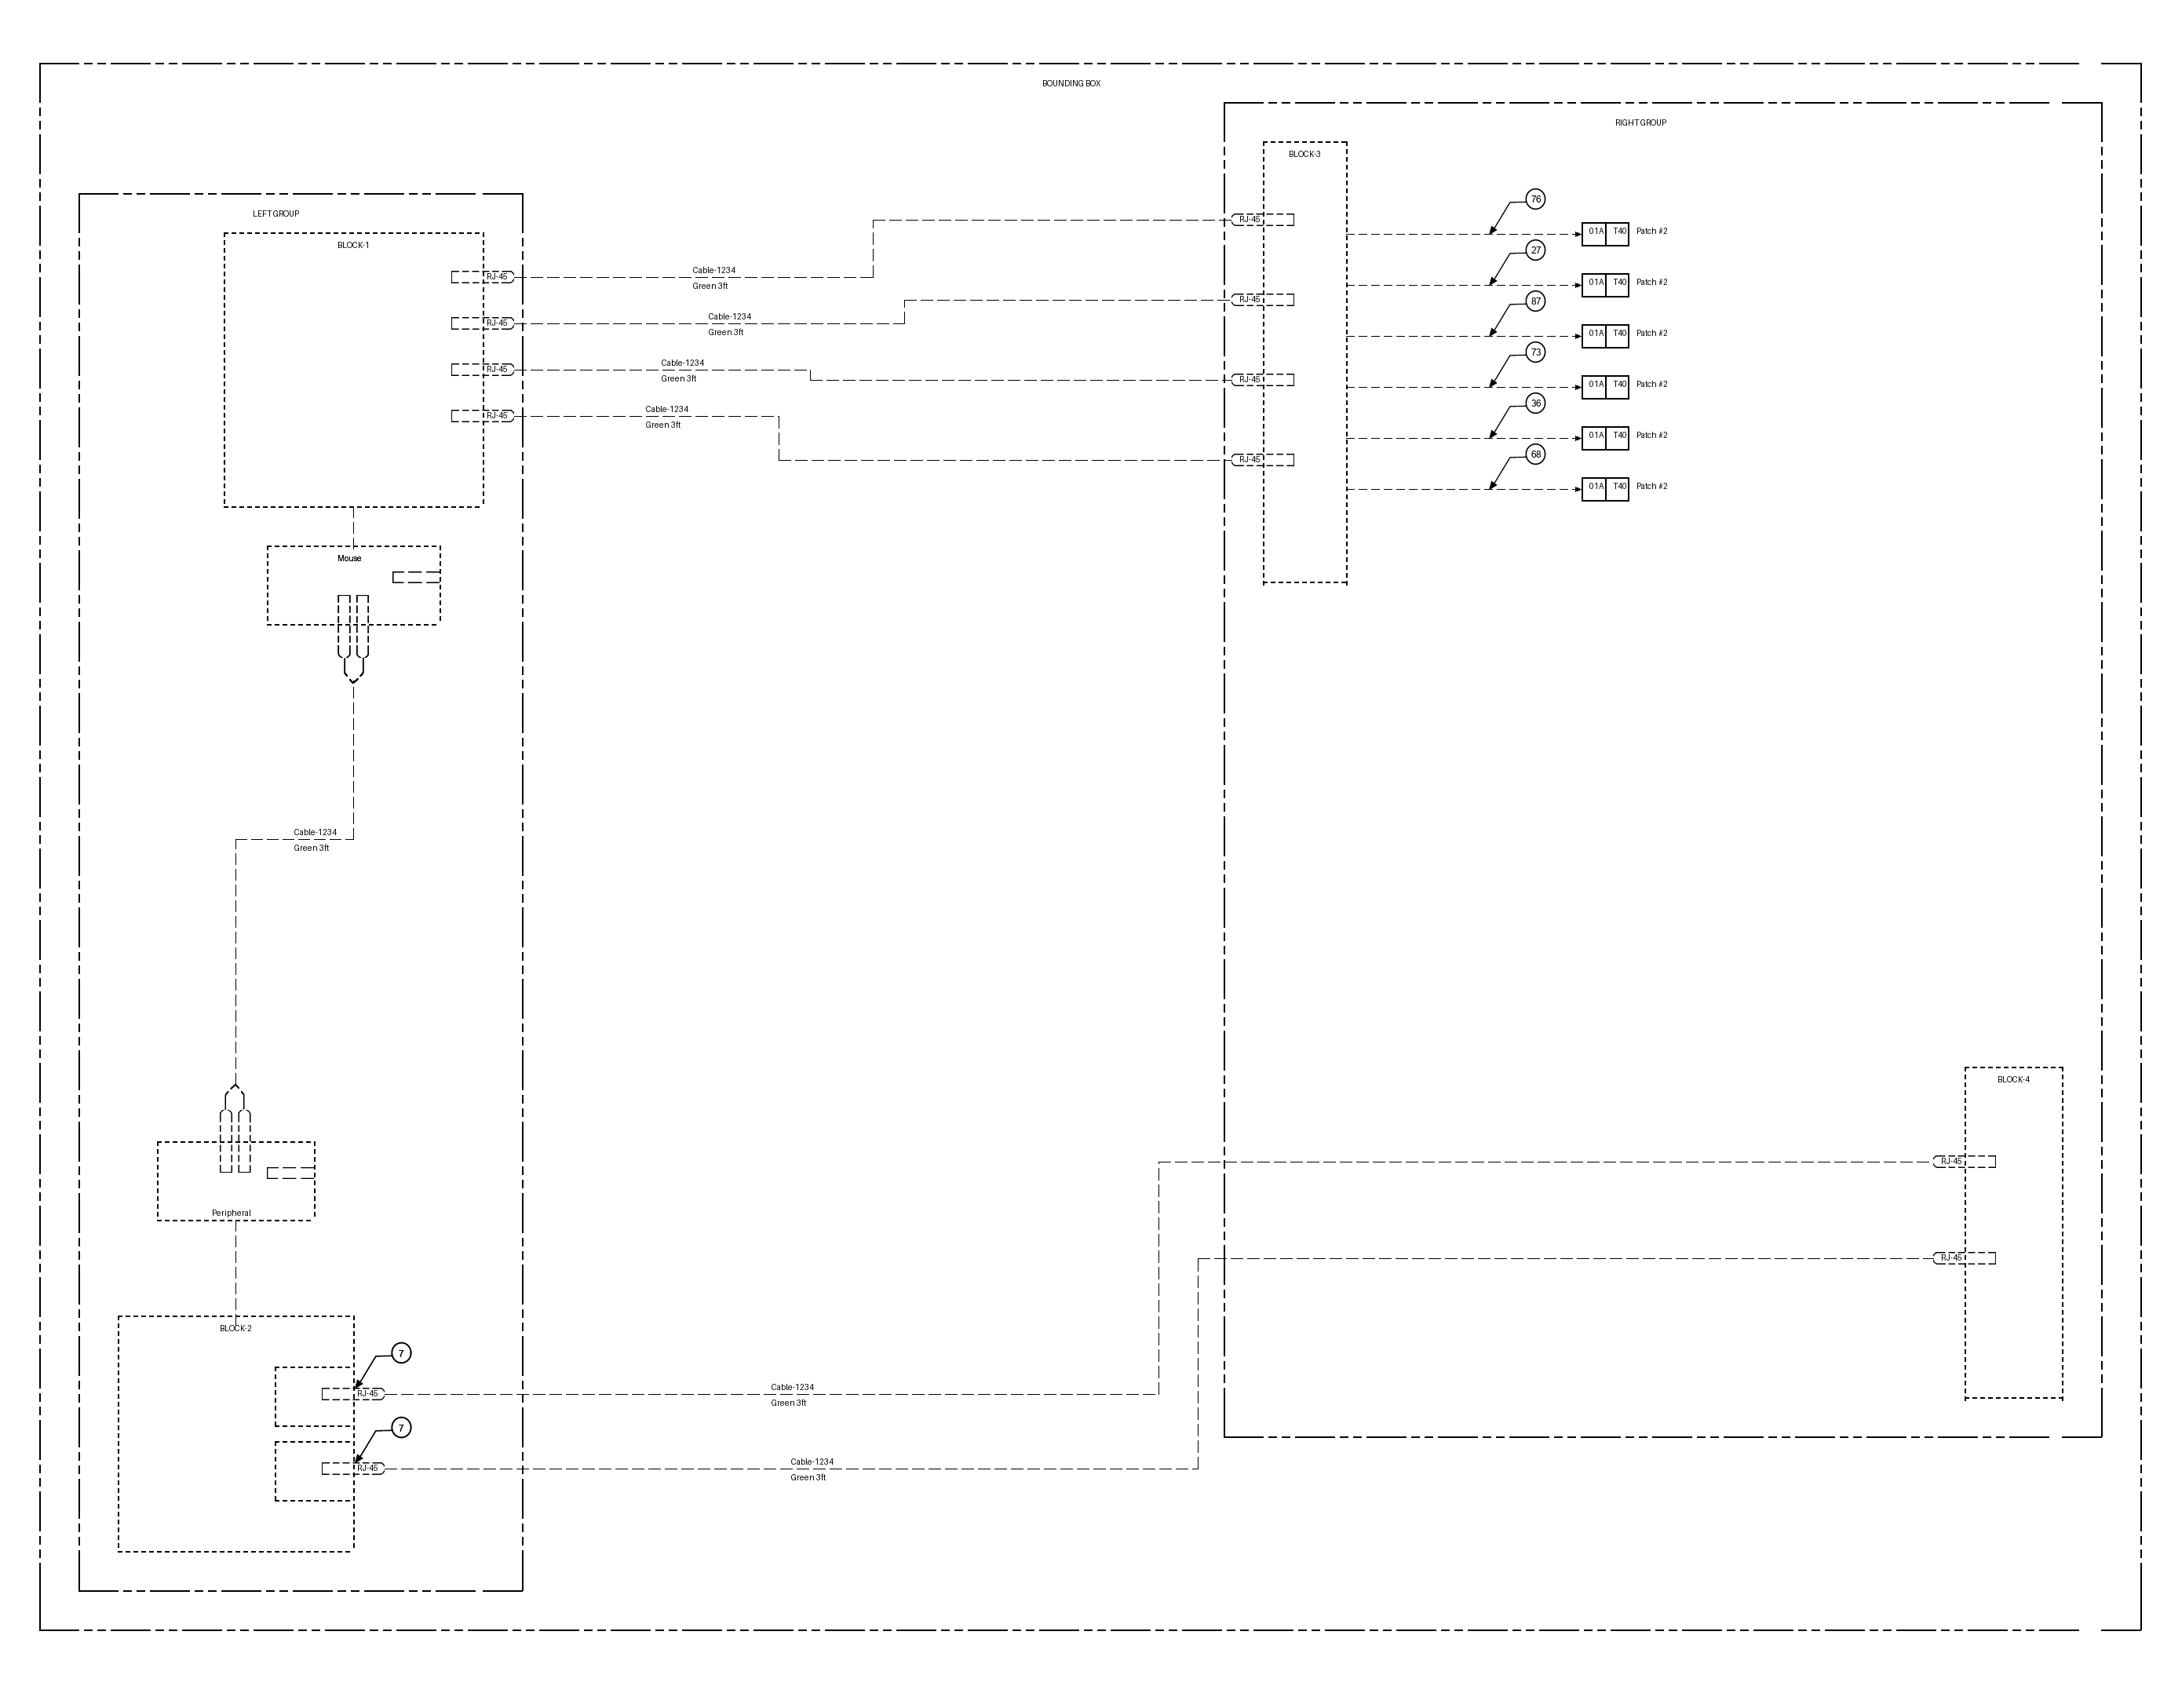 BOUNDING BOX
RIGHT GROUP
BLOCK-3
LEFT GROUP
BLOCK-1
RJ-45
Cable-1234
Green 3ft
RJ-45
Cable-1234
Green 3ft
RJ-45
Cable-1234
Green 3ft
RJ-45
Cable-1234
Green 3ft
RJ-45
RJ-45
RJ-45
RJ-45
76
01A T40 Patch #2
27
01A T40 Patch #2
87
01A T40 Patch #2
73
01A T40 Patch #2
36
01A T40 Patch #2
68
01A T40 Patch #2
Mouse
Cable-1234
Green 3ft
Peripheral
BLOCK-2
7
RJ-45
Cable-1234
Green 3ft
7
RJ-45
Cable-1234
Green 3ft
BLOCK-4
RJ-45
RJ-45